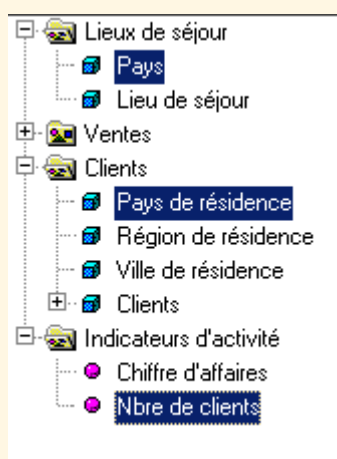 Lieux de séjour
Pays
Lieu de séjour
Ventes
Clients
Pays de résidence
Région de résidence
Ville de résidence
Clients
Indicateurs d'activité
Chiffre d'affaires
Nbre de clients